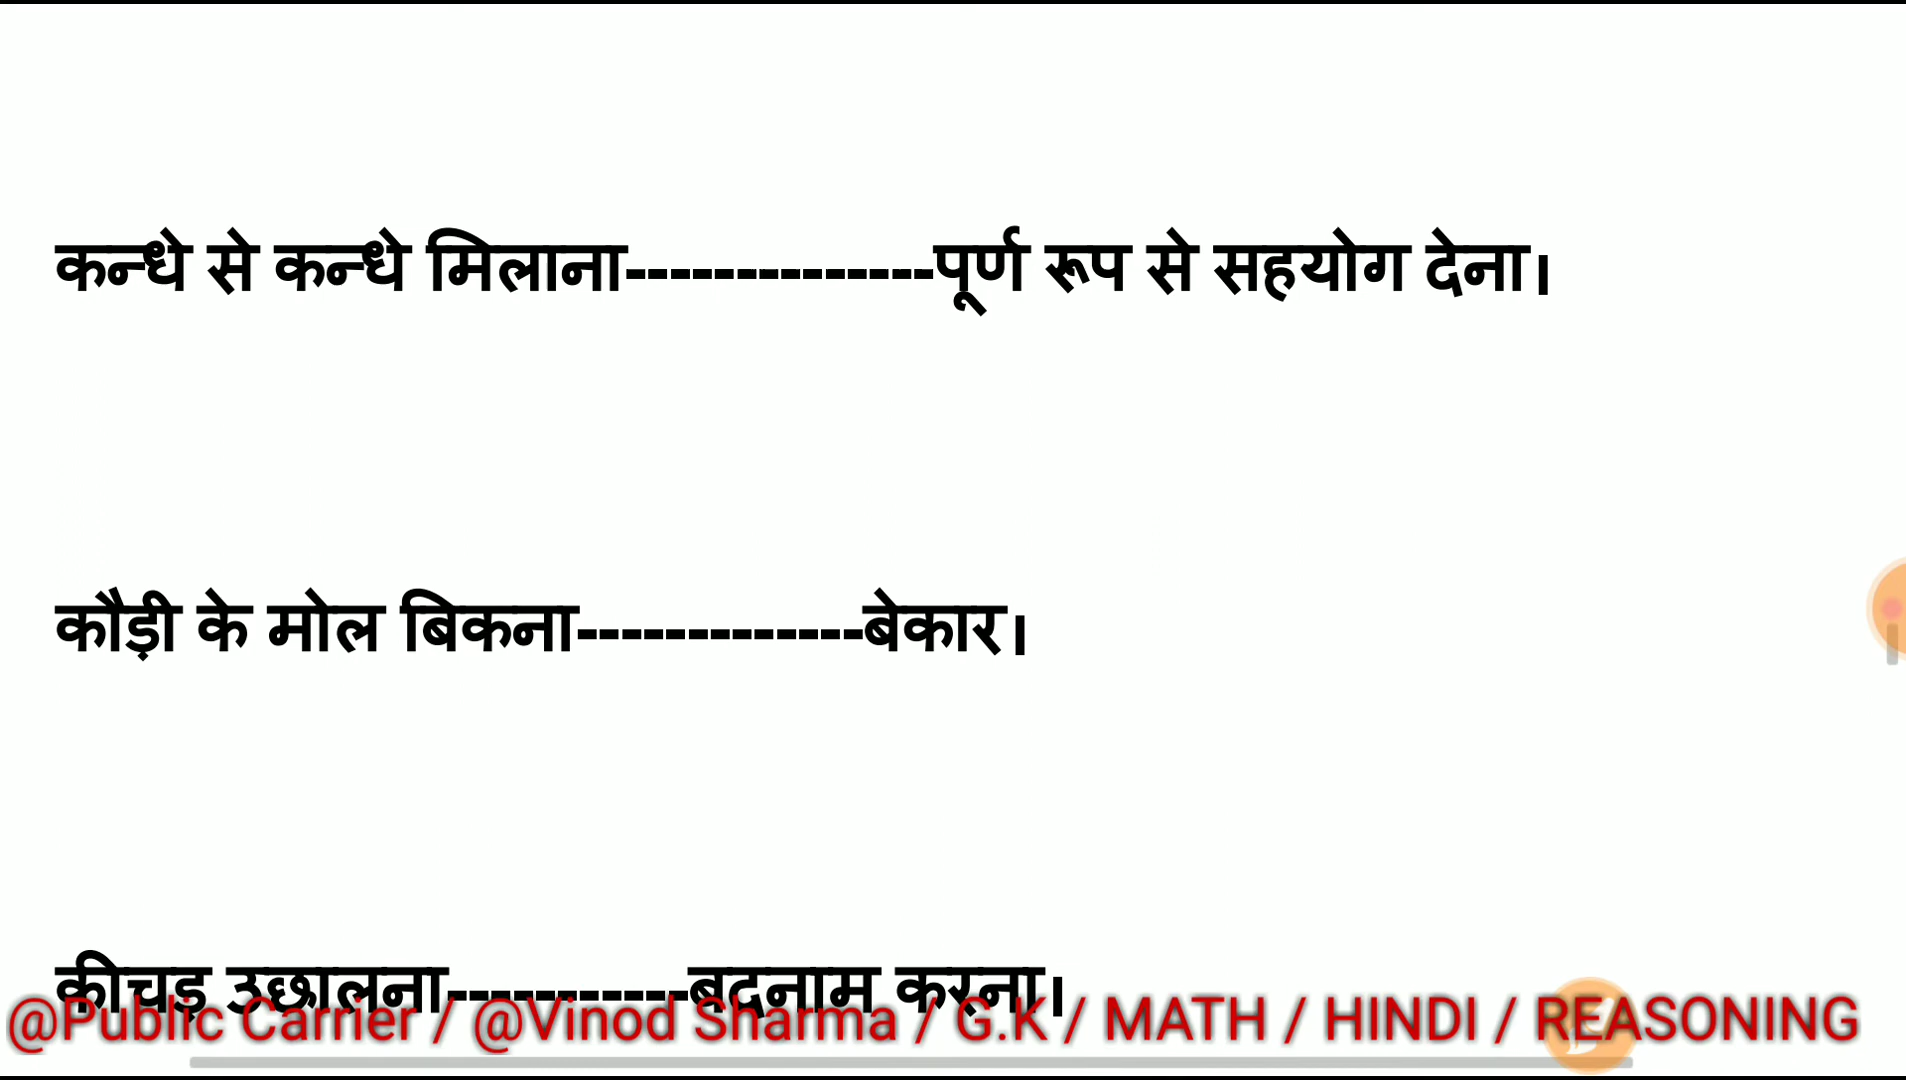 कन्धे से कन्धे मिलाना--------------पूर्ण रूप से सहयोग देना।
कौड़ी के मोल बिकना-------------बेकार।
कीचड़ उछालना-----------बदनाम करना।
@Public Carrier / @Vinod Sharma / G.K / MATH / HINDI / REASONING